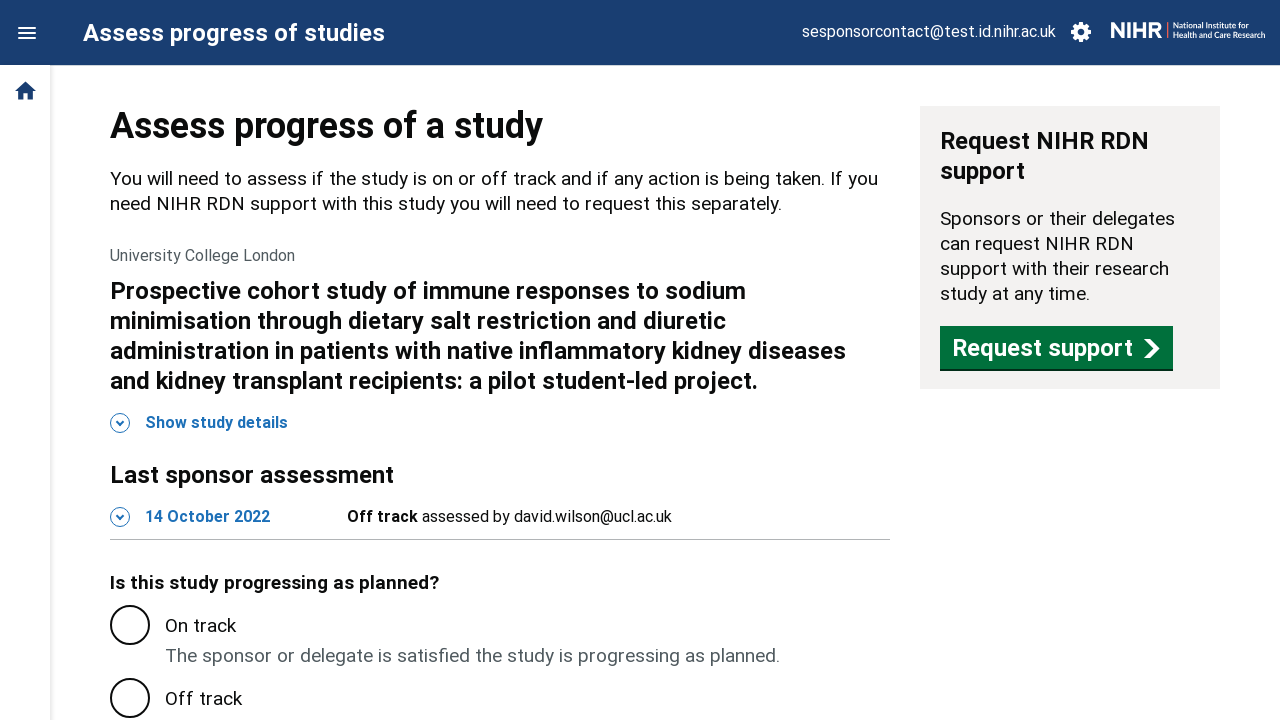 Assess progress of studies
sesponsorcontact@test.id.nihr.ac.uk
NIHR | National Institute for
Health and Care Research
Assess progress of a study
You will need to assess if the study is on or off track and if any action is being taken. If you
need NIHR RDN support with this study you will need to request this separately.
University College London
Prospective cohort study of immune responses to sodium
minimisation through dietary salt restriction and diuretic
administration in patients with native inflammatory kidney diseases
and kidney transplant recipients: a pilot student-led project.
Show study details
Last sponsor assessment
14 October 2022 Off track assessed by david.wilson@ucl.ac.uk
Is this study progressing as planned?
On track
The sponsor or delegate is satisfied the study is progressing as planned.
Off track
Request NIHR RDN
support
Sponsors or their delegates
can request NIHR RDN
support with their research
study at any time.
Request support